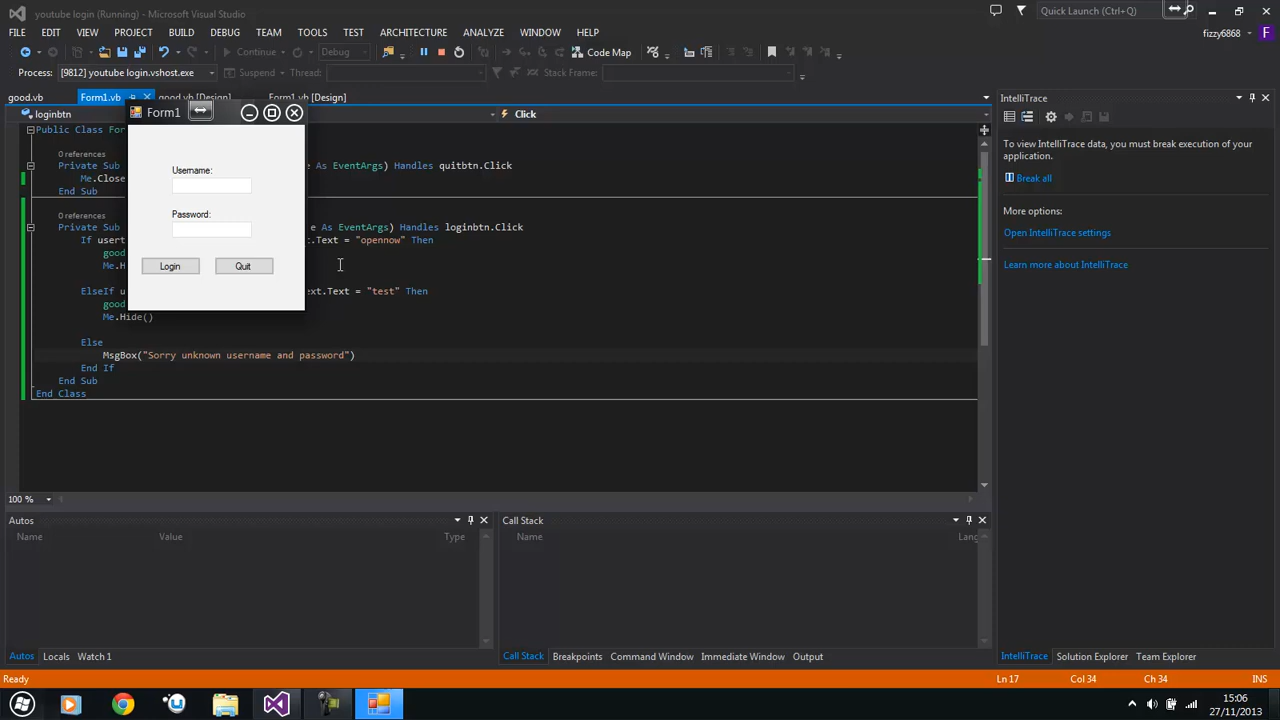 youtube login (Running) - Microsoft Visual Studio
Quick Launch (Ctrl+Q)
FILE EDIT VIEW PROJECT BUILD DEBUG TEAM TOOLS TEST ARCHITECTURE ANALYZE WINDOW HELP
fizzy6868 F
Continue Debug Code Map
Process: [9812] youtube login.vshost.exe Suspend Thread: Stack Frame:
good.vb Form1.vb good.vb [Design] Form1.vb [Design]
loginbtn Click
Public Class For
0 references
Private Sub e As EventArgs) Handles quitbtn.Click
Me.Close
End Sub
0 references
Private Sub e As EventArgs) Handles loginbtn.Click
If usert t.Text = "opennow" Then
good
Me.H
ElseIf u ext.Text = "test" Then
good
Me.Hide()
Else
MsgBox("Sorry unknown username and password")
End If
End Sub
End Class
Form1
Username:
Password:
Login Quit
IntelliTrace
To view IntelliTrace data, you must break execution of your
application.
Break all
More options:
Open IntelliTrace settings
Learn more about IntelliTrace
100 %
Autos
Name Value Type
Call Stack
Name Lang
Autos Locals Watch 1
Call Stack Breakpoints Command Window Immediate Window Output
IntelliTrace Solution Explorer Team Explorer
Ready Ln 17 Col 34 Ch 34 INS
15:06
27/11/2013